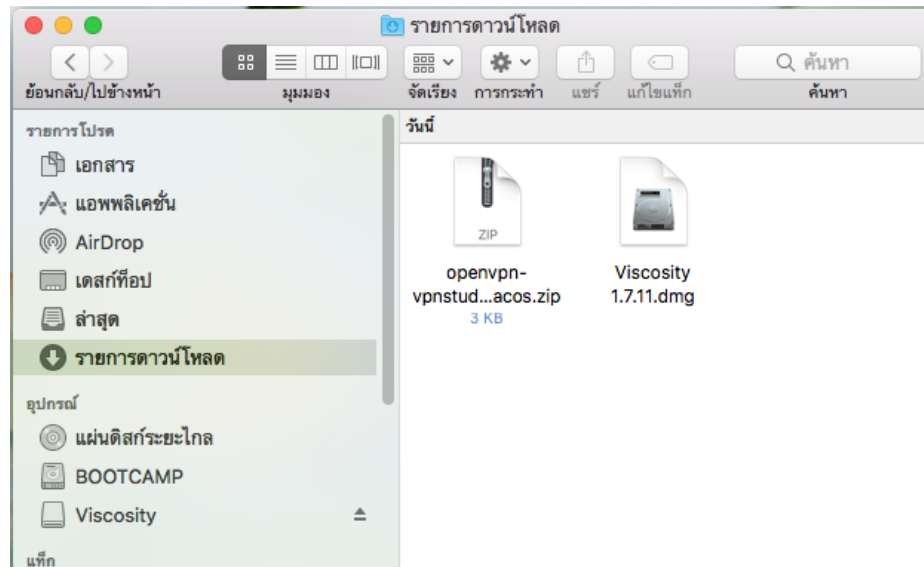 รายการดาวน์โหลด
ย้อนกลับ/ไปข้างหน้า
มุมมอง
จัดเรียง
การกระทำ
แชร์
แก้ไขแท็ก
ค้นหา
ค้นหา
รายการโปรด
เอกสาร
แอพพลิเคชั่น
AirDrop
เดสก์ท็อป
ล่าสุด
รายการดาวน์โหลด
อุปกรณ์
แผ่นดิสก์ระยะไกล
BOOTCAMP
Viscosity
แท็ก
วันนี้
ZIP
openvpn-
vpnstud...acos.zip
3 KB
Viscosity
1.7.11.dmg